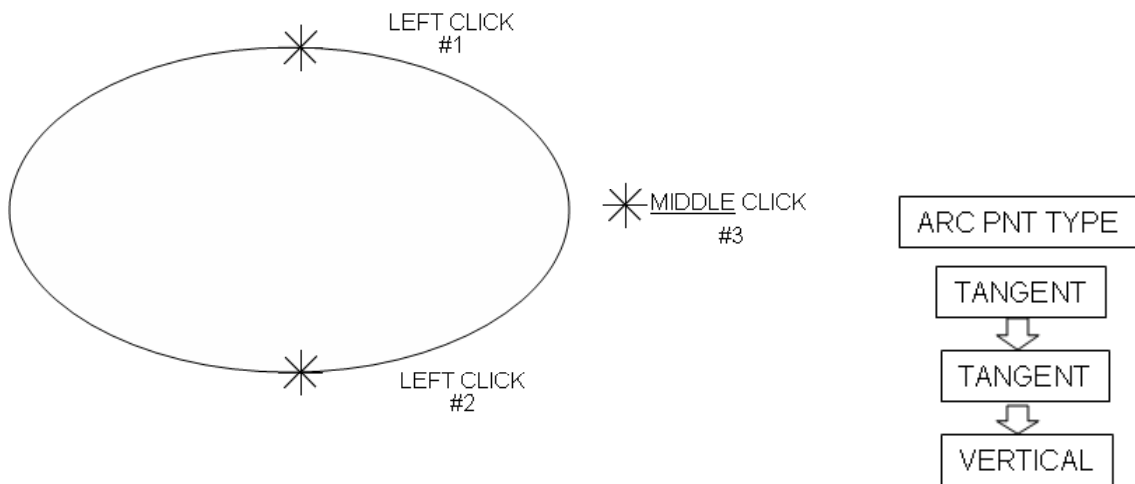 LEFT CLICK
#1
MIDDLE CLICK
#3
LEFT CLICK
#2
ARC PNT TYPE
TANGENT
TANGENT
VERTICAL